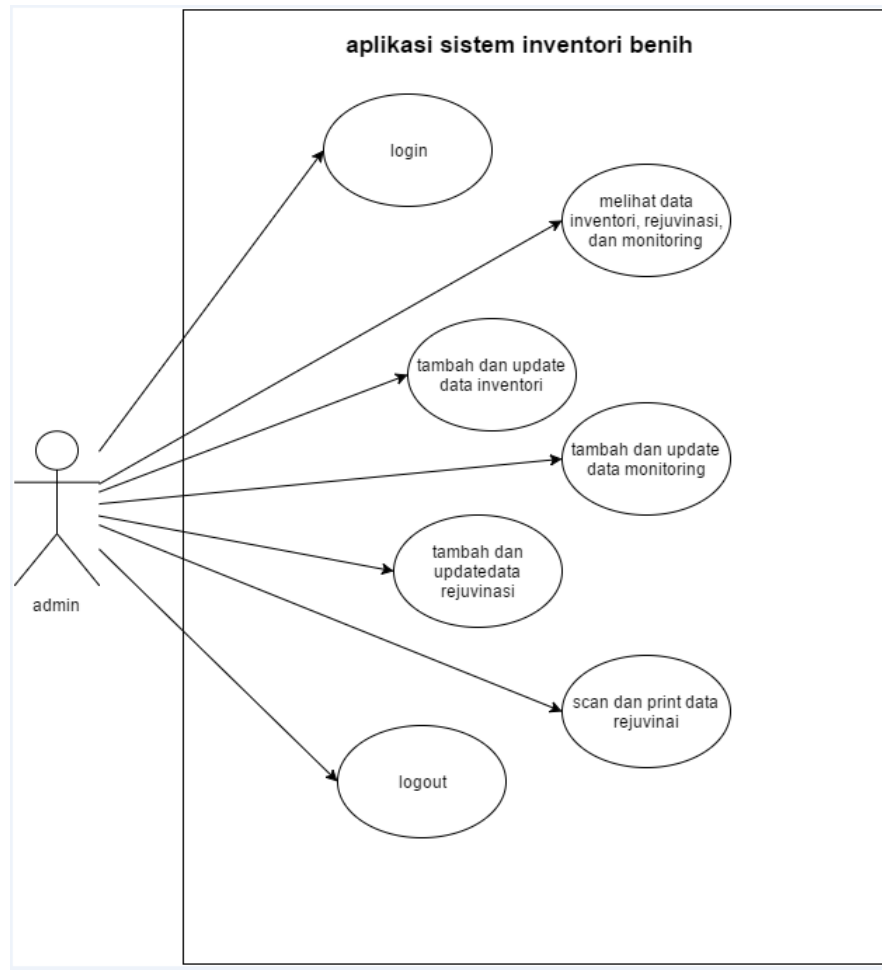 aplikasi sistem inventori benih
login
melihat data
inventori, rejuvinasi,
dan monitoring
tambah dan update
data inventori
tambah dan update
data monitoring
tambah dan
updatedata
rejuvinasi
admin
scan dan print data
rejuvinai
logout